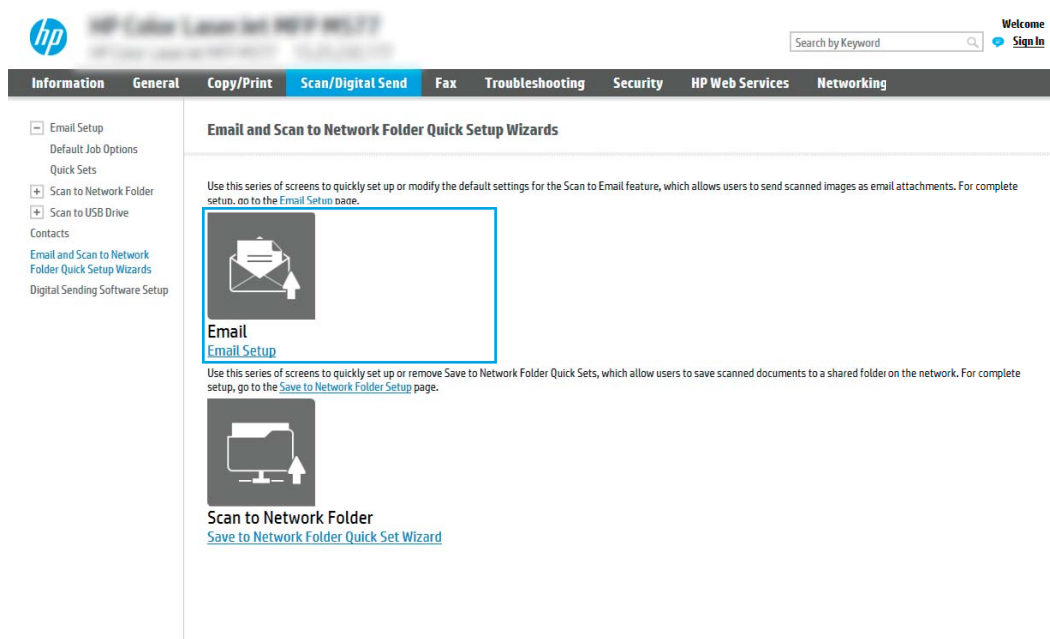 hp
Welcome
Search by Keyword
Sign In
Information General Copy/Print Scan/Digital Send Fax Troubleshooting Security HP Web Services Networking
Email Setup
Default Job Options
Quick Sets
Scan to Network Folder
Scan to USB Drive
Contacts
Email and Scan to Network
Folder Quick Setup Wizards
Digital Sending Software Setup
Email and Scan to Network Folder Quick Setup Wizards
Use this series of screens to quickly set up or modify the default settings for the Scan to Email feature, which allows users to send scanned images as email attachments. For complete
setup, go to the Email Setup page.
Email
Email Setup
Use this series of screens to quickly set up or remove Save to Network Folder Quick Sets, which allow users to save scanned documents to a shared folder on the network. For complete
setup, go to the Save to Network Folder Setup page.
Scan to Network Folder
Save to Network Folder Quick Set Wizard